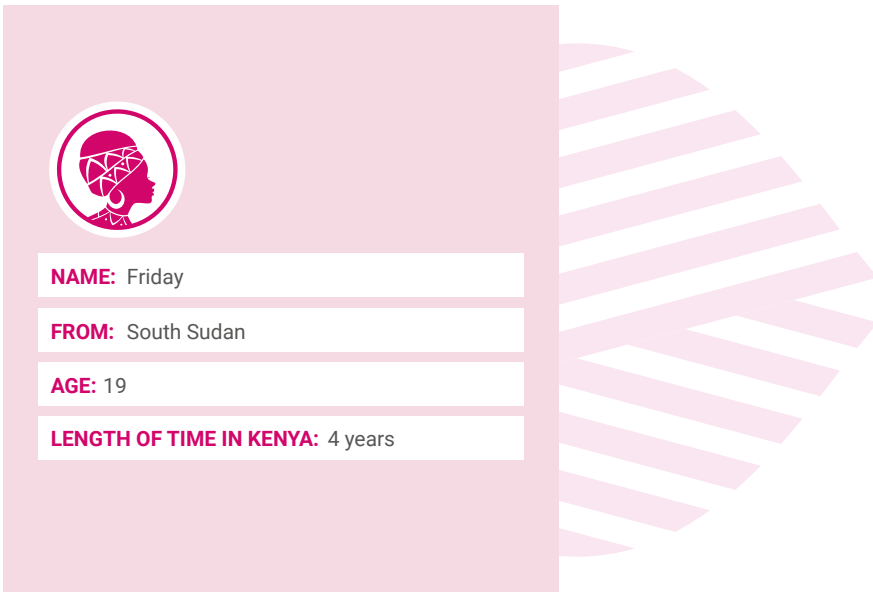 NAME: Friday
FROM: South Sudan
AGE: 19
LENGTH OF TIME IN KENYA: 4 years